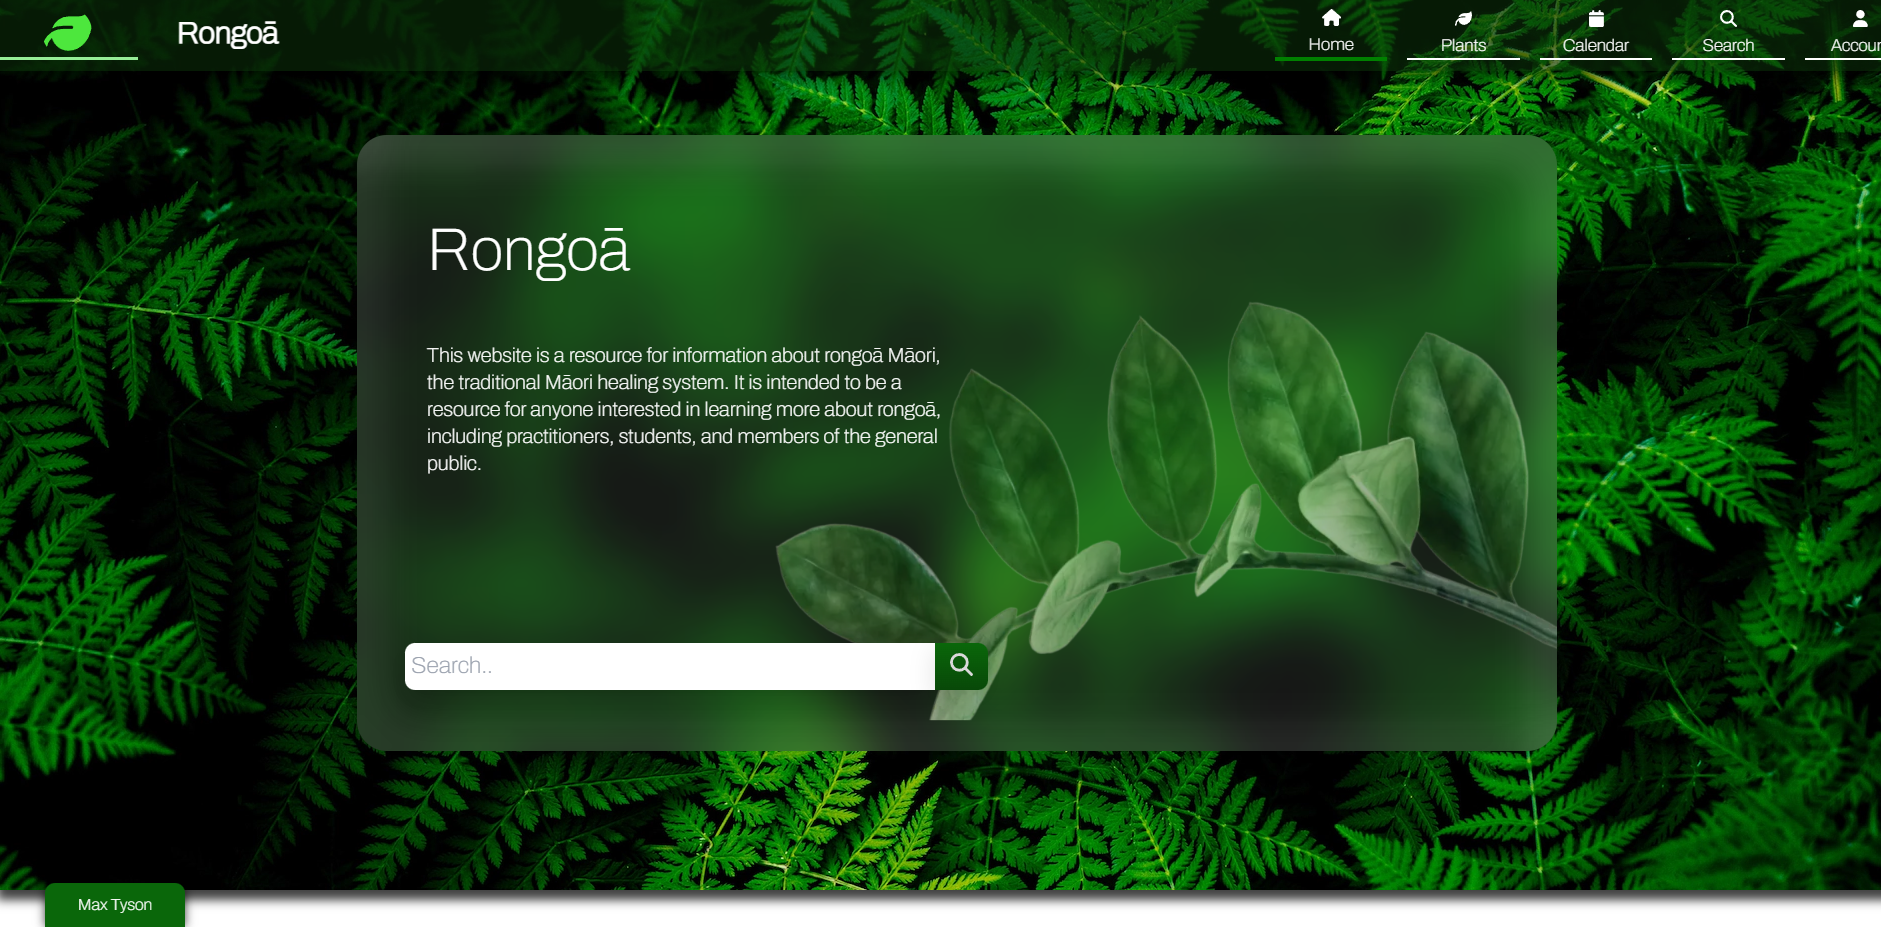 Rongoā
Home
Plants
Calendar
Search
Accour
Rongoā
This website is a resource for information about rongoā Māori,
the traditional Māori healing system. It is intended to be a
resource for anyone interested in learning more about rongoā,
including practitioners, students, and members of the general
public.
Search..
Max Tyson